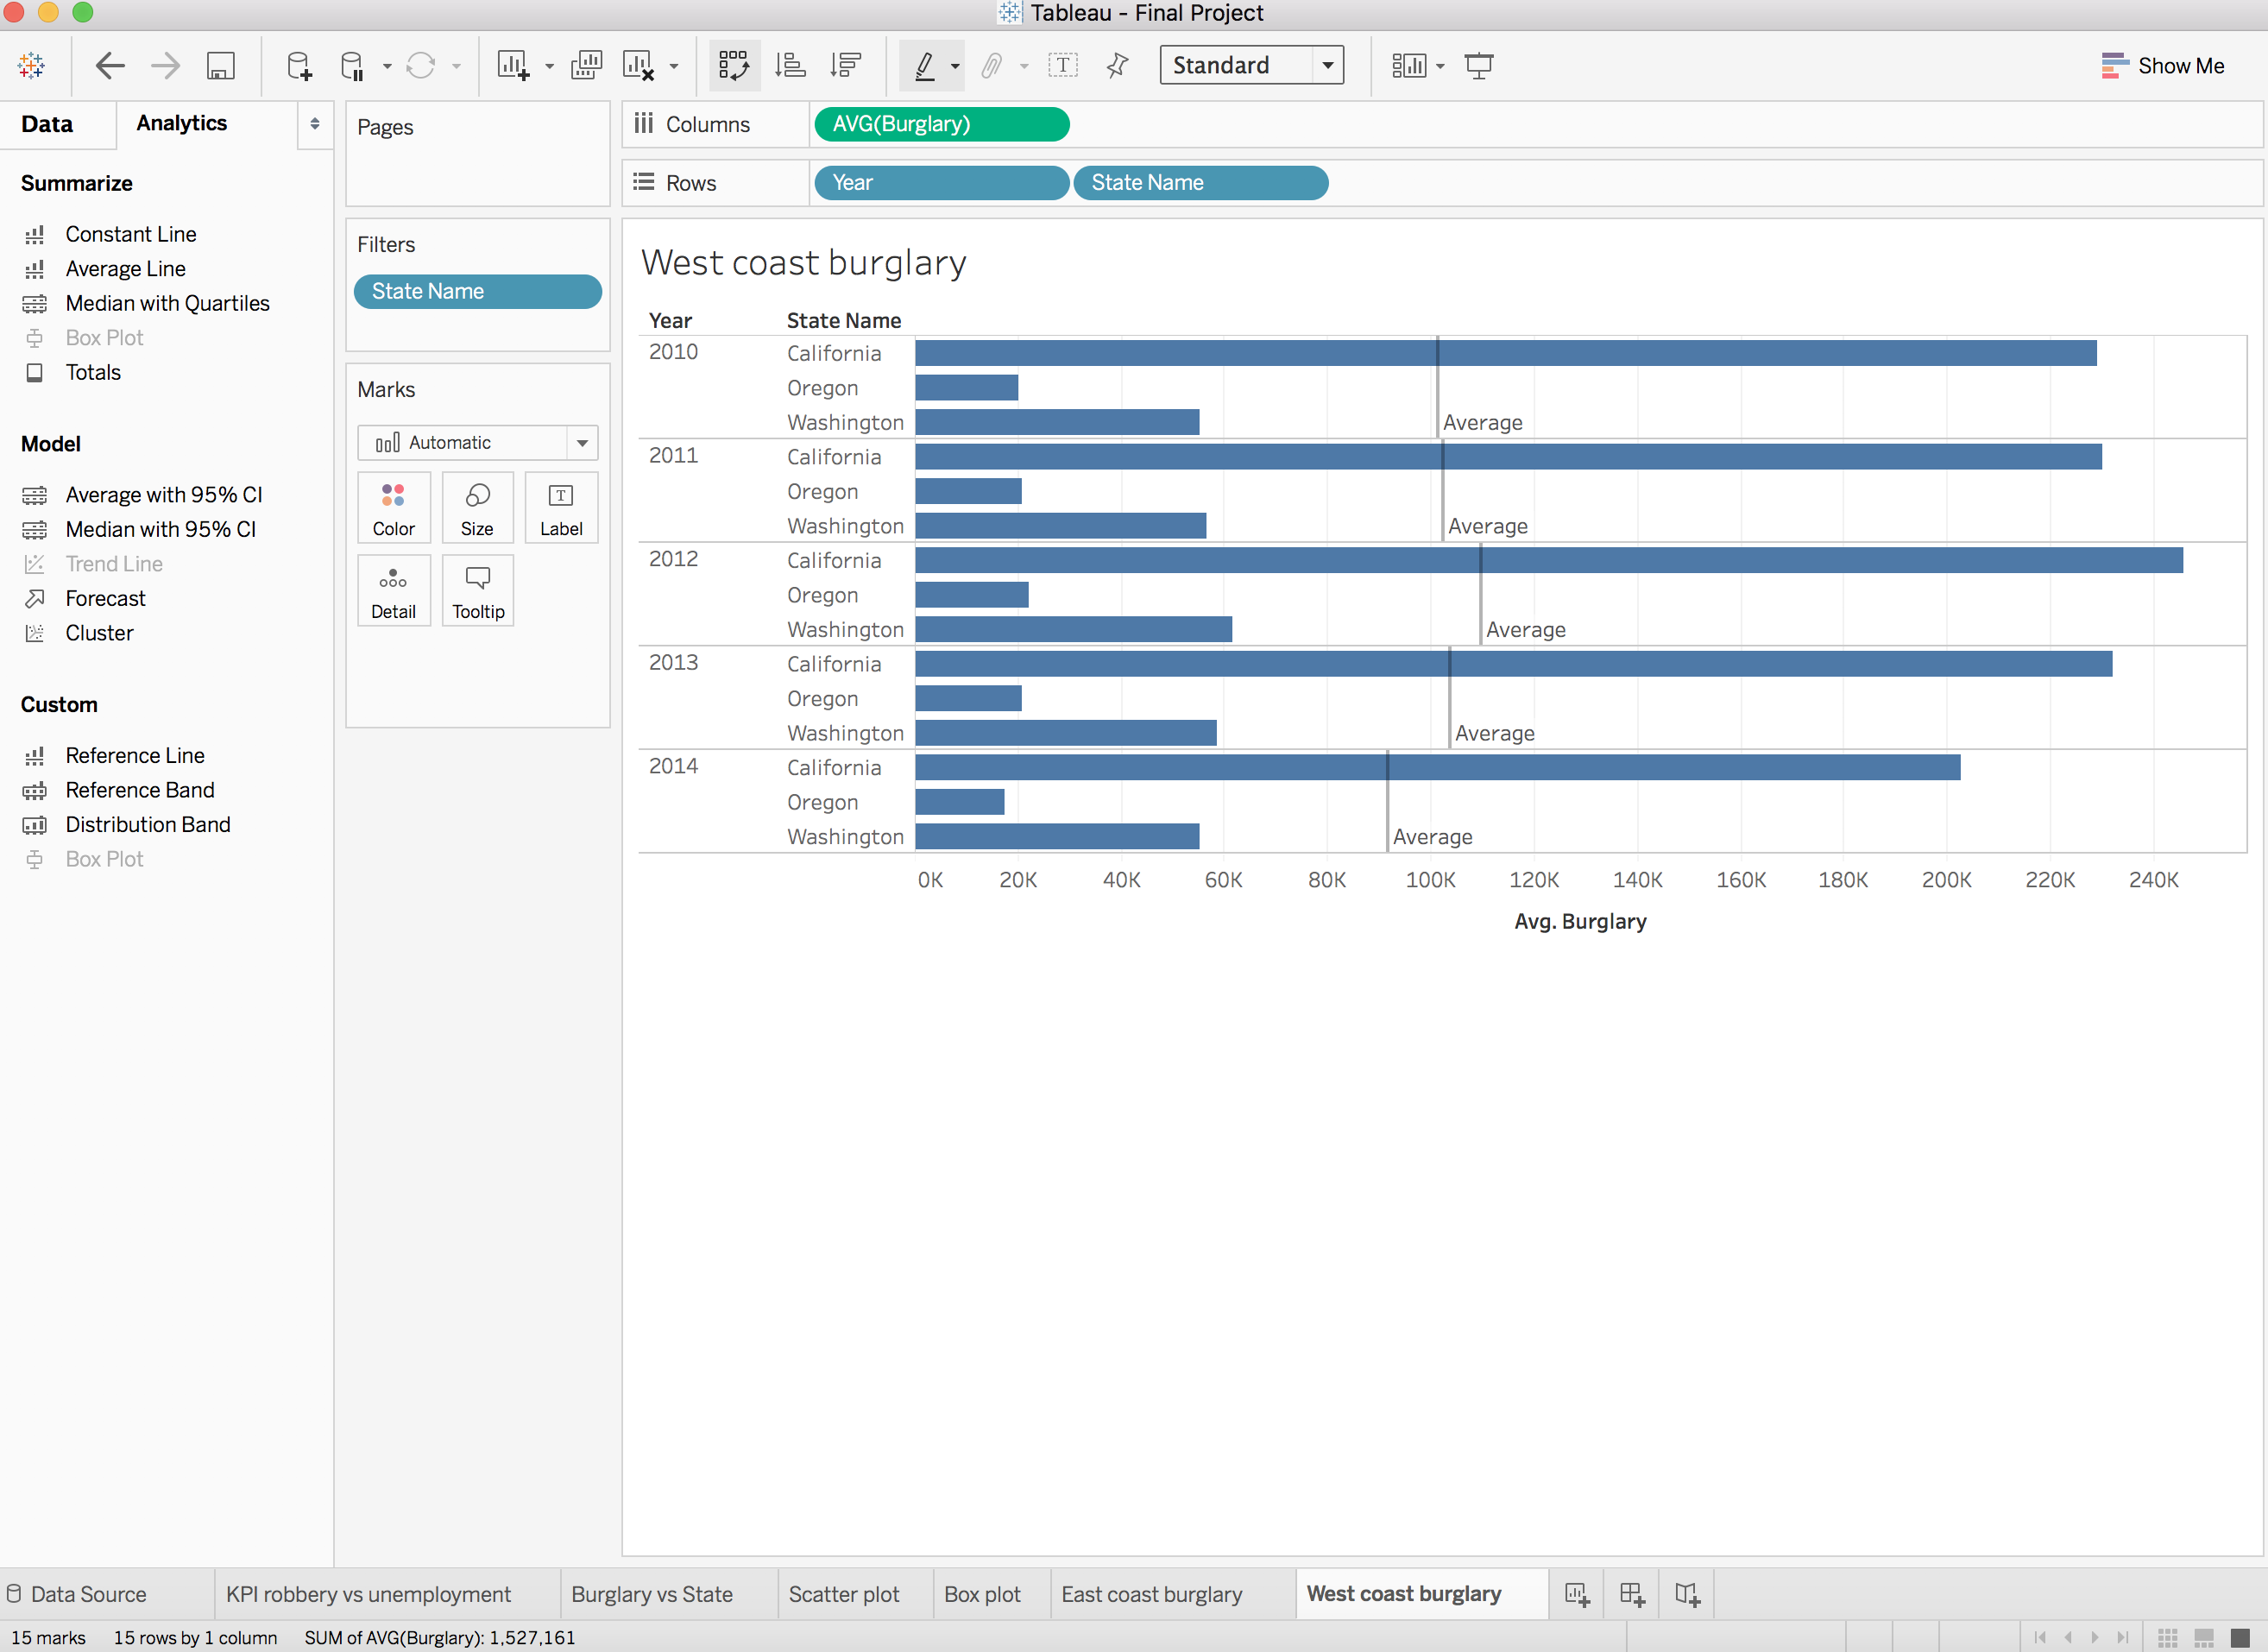 Tableau - Final Project
Standard
Show Me
Data
Analytics
Summarize
Constant Line
Average Line
Median with Quartiles
Box Plot
Totals
Model
Average with 95% CI
Median with 95% CI
Trend Line
Forecast
Cluster
Custom
Reference Line
Reference Band
Distribution Band
Box Plot
Pages
Filters
State Name
Marks
Automatic
Color Size T Label
Detail Tooltip
Columns AVG(Burglary)
Rows Year State Name
West coast burglary
Year State Name
2010 California
Oregon
Washington Average
2011 California
Oregon
Washington Average
2012 California
Oregon
Washington Average
2013 California
Oregon
Washington Average
2014 California
Oregon
Washington Average
0K 20K 40K 60K 80K 100K 120K 140K 160K 180K 200K 220K 240K
Avg. Burglary
Data Source KPI robbery vs unemployment Burglary vs State Scatter plot Box plot East coast burglary West coast burglary
15 marks 15 rows by 1 column SUM of AVG(Burglary): 1,527,161